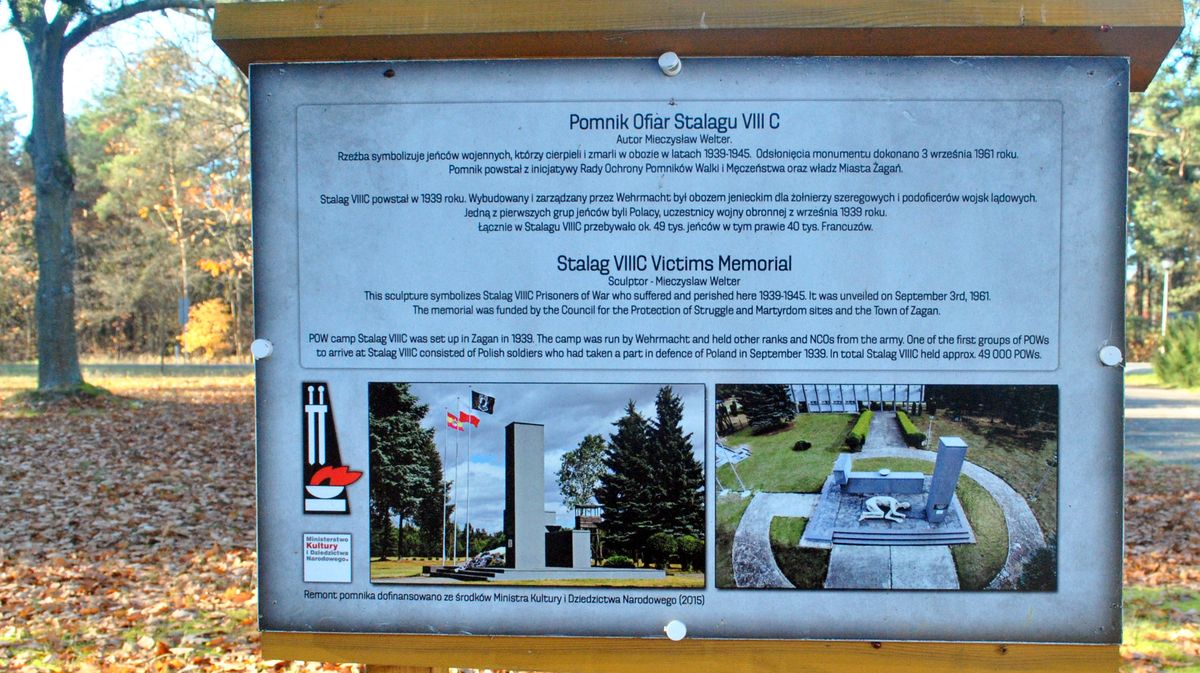 Pomnik Ofiar Stalagu VIII C
Autor Mieczysław Welter.
Rzeźba symbolizuje jeńców wojennych, którzy cierpieli i zmarli w obozie w latach 1939-1945. Odsłonięcia monumentu dokonano 3 września 1961 roku.
Pomnik powstał z inicjatywy Rady Ochrony Pomników Walki i Męczeństwa oraz władz Miasta Żagań.
Stalag VIIIC powstał w 1939 roku. Wybudowany i zarządzany przez Wehrmacht był obozem jenieckim dla żołnierzy szeregowych i podoficerów wojsk lądowych.
Jedną z pierwszych grup jeńców byli Polacy, uczestnicy wojny obronnej z września 1939 roku.
Łącznie w Stalagu VIIIC przebywało ok. 49 tys. jeńców w tym prawie 40 tys. Francuzów.
Stalag VIIIC Victims Memorial
Sculptor - Mieczyslaw Welter
This sculpture symbolizes Stalag VIIIC Prisoners of War who suffered and perished here 1939-1945. It was unveiled on September 3rd, 1961.
The memorial was funded by the Council for the Protection of Struggle and Martyrdom sites and the Town of Zagan.
POW camp Stalag VIIIC was set up in Zagan in 1939. The camp was run by Wehrmacht and held other ranks and NCOs from the army. One of the first groups of POWs
to arrive at Stalag VIIIC consisted of Polish soldiers who had taken a part in defence of Poland in September 1939. In total Stalag VIIIC held approx. 49 000 POWs.
Ministerstwo
Kultury
i Dziedzictwa
Narodowego.
Remont pomnika dofinansowano ze środków Ministra Kultury i Dziedzictwa Narodowego (2015)